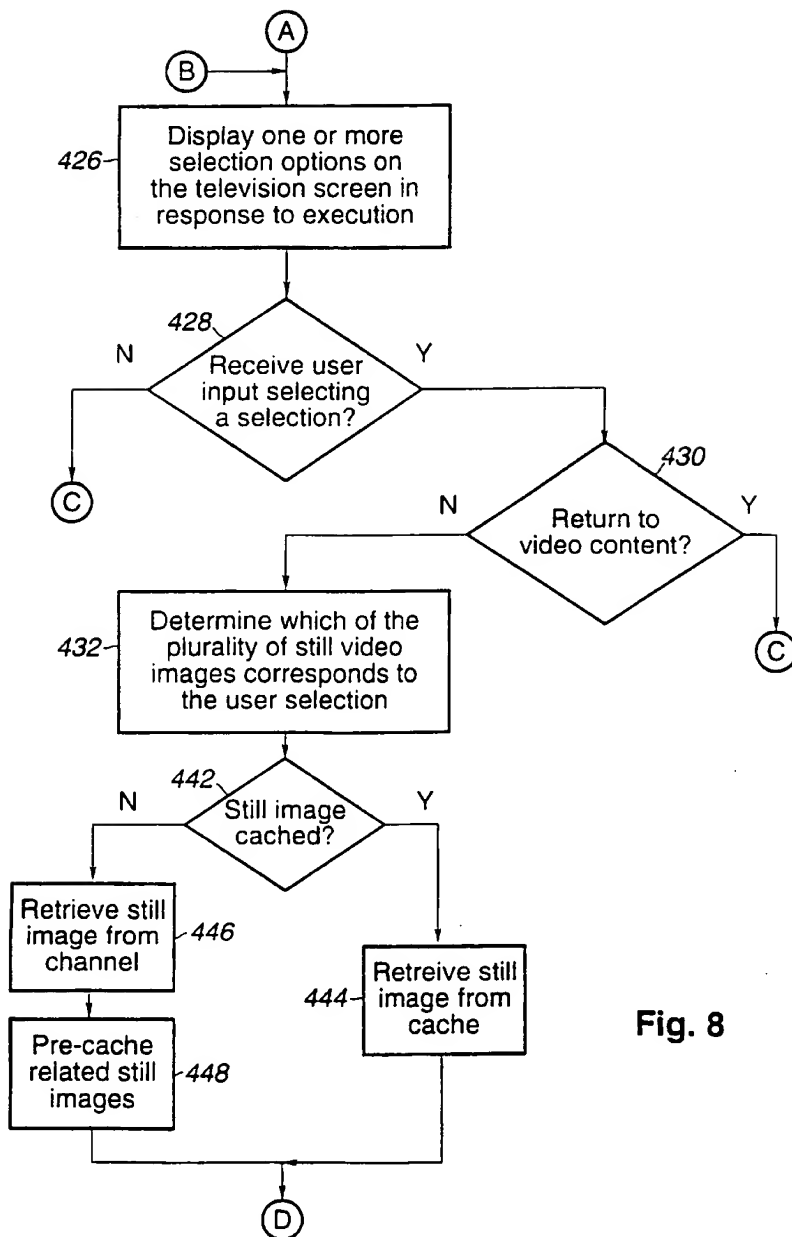 A
B
Display one or more
selection options on
the television screen in
response to execution
426
428
N
Y
Receive user
input selecting
a selection?
C
430
N
Y
Return to
video content?
C
Determine which of the
plurality of still video
images corresponds to
the user selection
432
442
N
Y
Still image
cached?
Retrieve still
image from
channel
446
Retreive still
image from
cache
444
Pre-cache
related still
images
448
D
Fig. 8